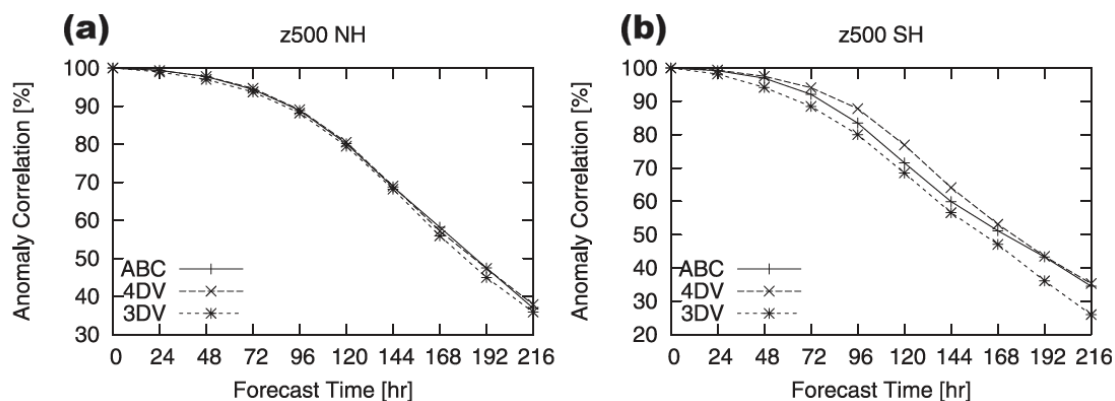 (a)
z500 NH
Anomaly Correlation [%]
100
90
80
70
60
50
40
30
ABC
4DV
3DV
0 24 48 72 96 120 144 168 192 216
Forecast Time [hr]
(b)
z500 SH
Anomaly Correlation [%]
100
90
80
70
60
50
40
30
20
ABC
4DV
3DV
0 24 48 72 96 120 144 168 192 216
Forecast Time [hr]